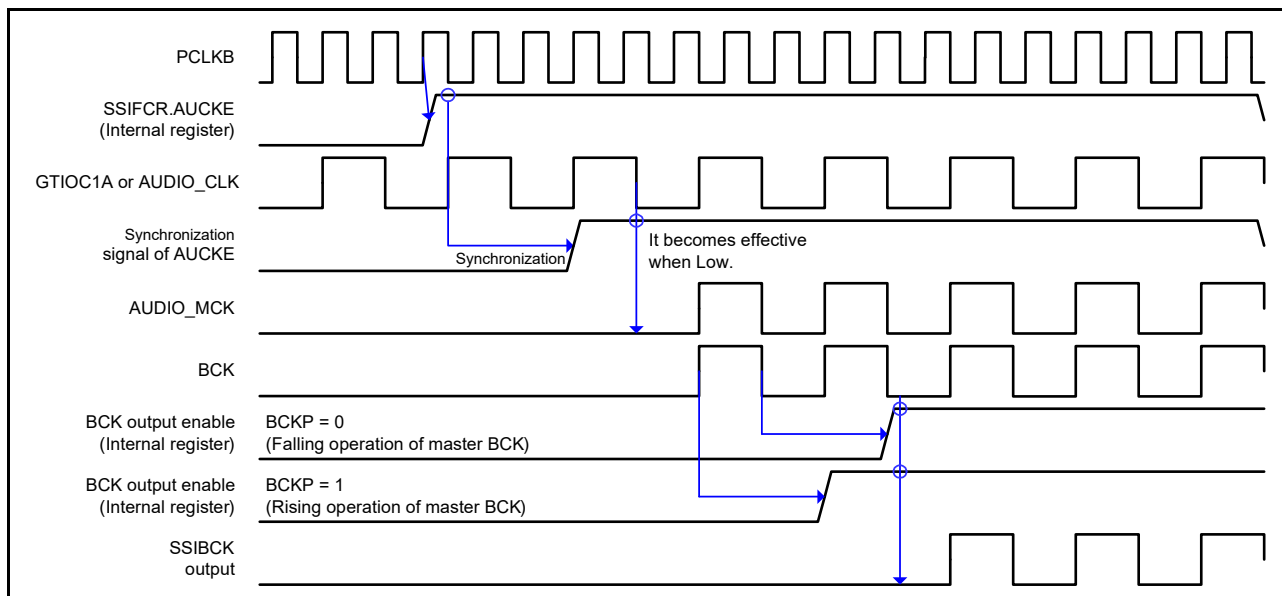 PCLKB
SSIFCR.AUCKE
(Internal register)
GTIOC1A or AUDIO_CLK
Synchronization
signal of AUCKE
Synchronization
It becomes effective
when Low.
AUDIO_MCK
BCK
BCK output enable
(Internal register)
BCKP = 0
(Falling operation of master BCK)
BCK output enable
(Internal register)
BCKP = 1
(Rising operation of master BCK)
SSIBCK
output